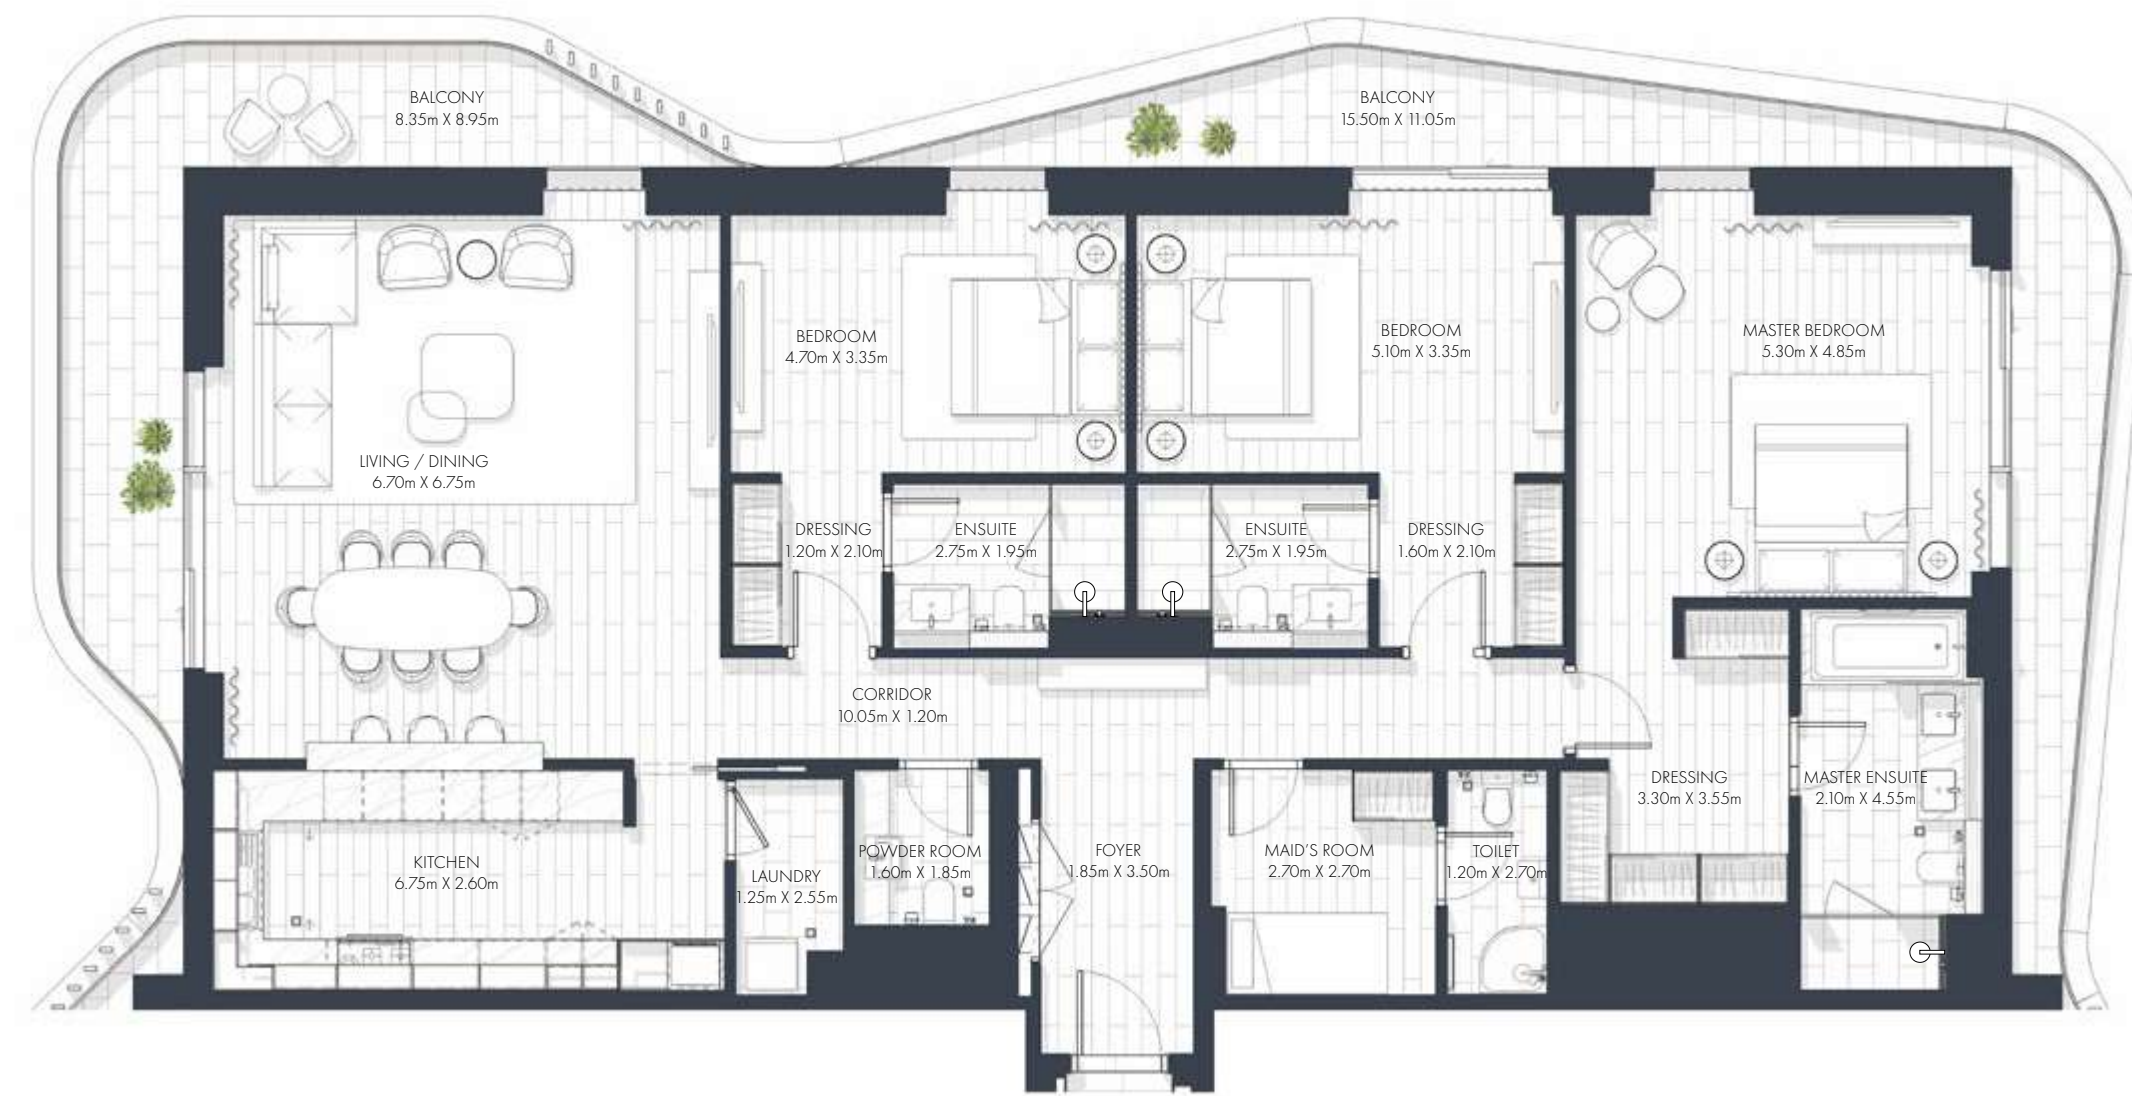 BALCONY
8.35m X 8.95m
BALCONY
15.50m X 11.05m
BEDROOM
4.70m X 3.35m
BEDROOM
5.10m X 3.35m
MASTER BEDROOM
5.30m X 4.85m
LIVING / DINING
6.70m X 6.75m
DRESSING
1.20m X 2.10m
ENSUITE
2.75m X 1.95m
ENSUITE
2.75m X 1.95m
DRESSING
1.60m X 2.10m
CORRIDOR
10.05m X 1.20m
DRESSING
3.30m X 3.55m
MASTER ENSUITE
2.10m X 4.55m
KITCHEN
6.75m X 2.60m
LAUNDRY
1.25m X 2.55m
POWDER ROOM
1.60m X 1.85m
FOYER
1.85m X 3.50m
MAID'S ROOM
2.70m X 2.70m
TOILET
1.20m X 2.70m